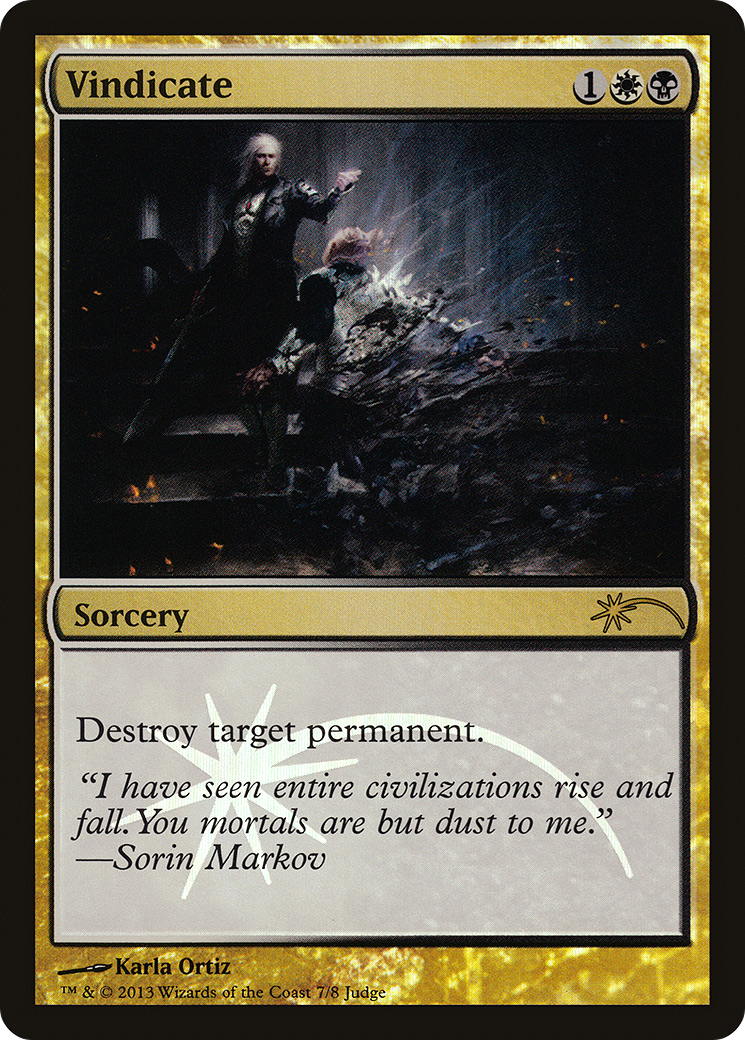 Vindicate 1
Sorcery
Destroy target permanent.
“I have seen entire civilizations rise and
fall. You mortals are but dust to me.”
—Sorin Markov
Karla Ortiz
™ & © 2013 Wizards of the Coast 7/8 Judge